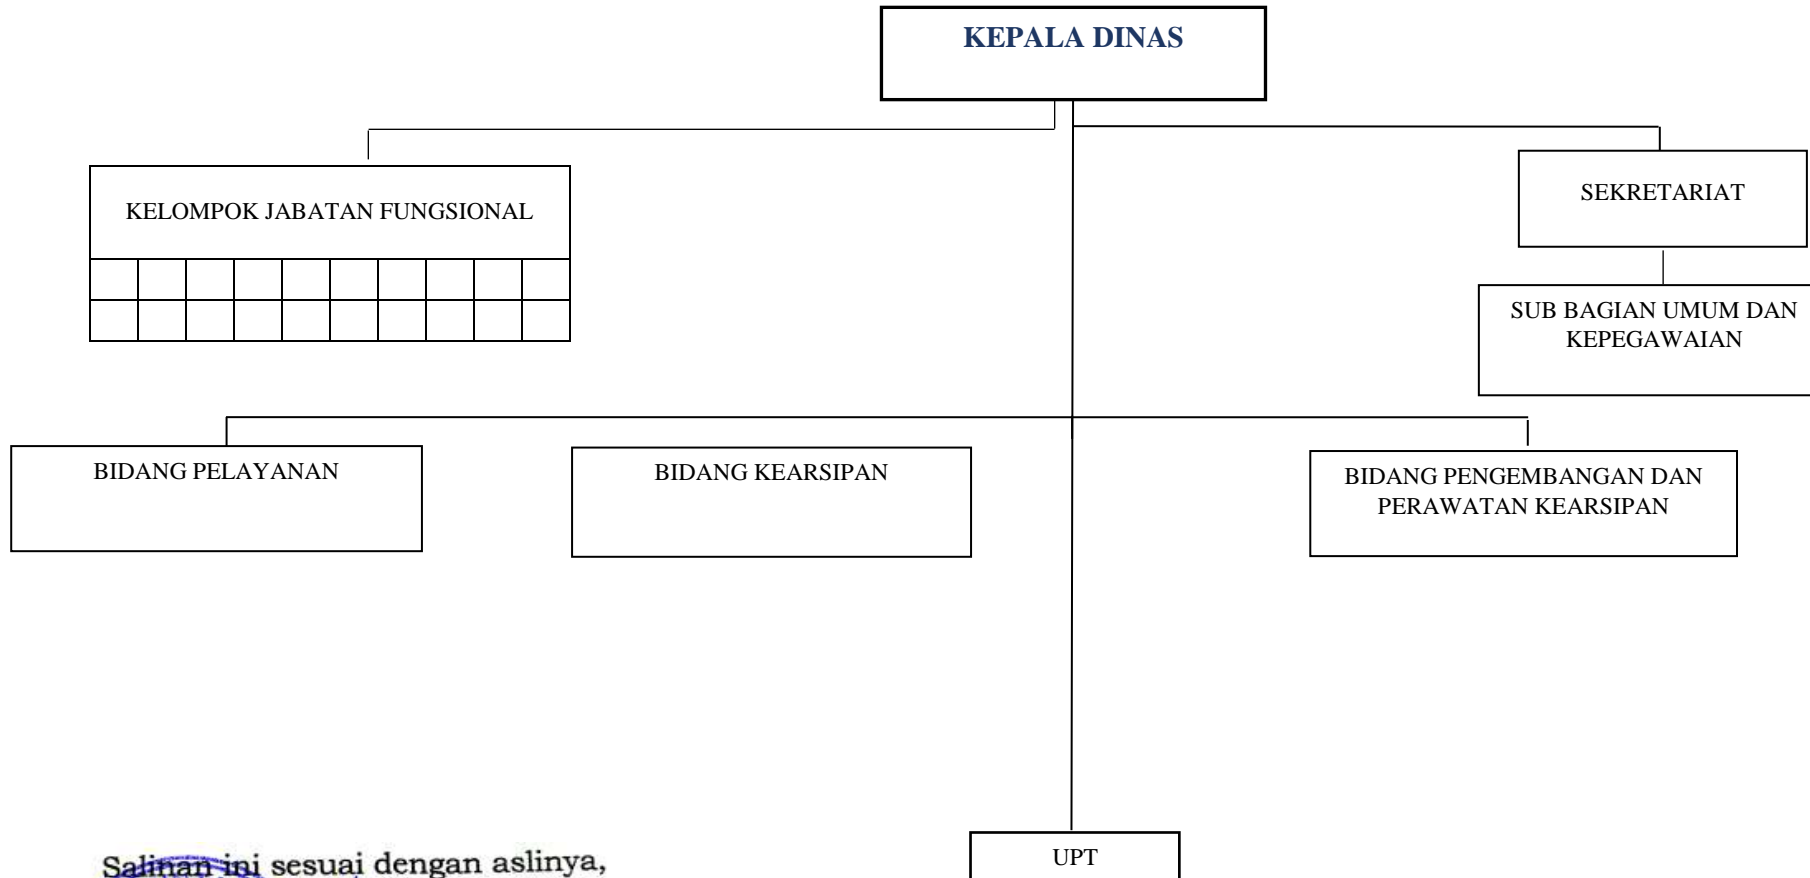 KEPALA DINAS
KELOMPOK JABATAN FUNGSIONAL
SEKRETARIAT
SUB BAGIAN UMUM DAN
KEPEGAWAIAN
BIDANG PELAYANAN
BIDANG KEARSIPAN
BIDANG PENGEMBANGAN DAN
PERAWATAN KEARSIPAN
UPT
Salinan ini sesuai dengan aslinya,